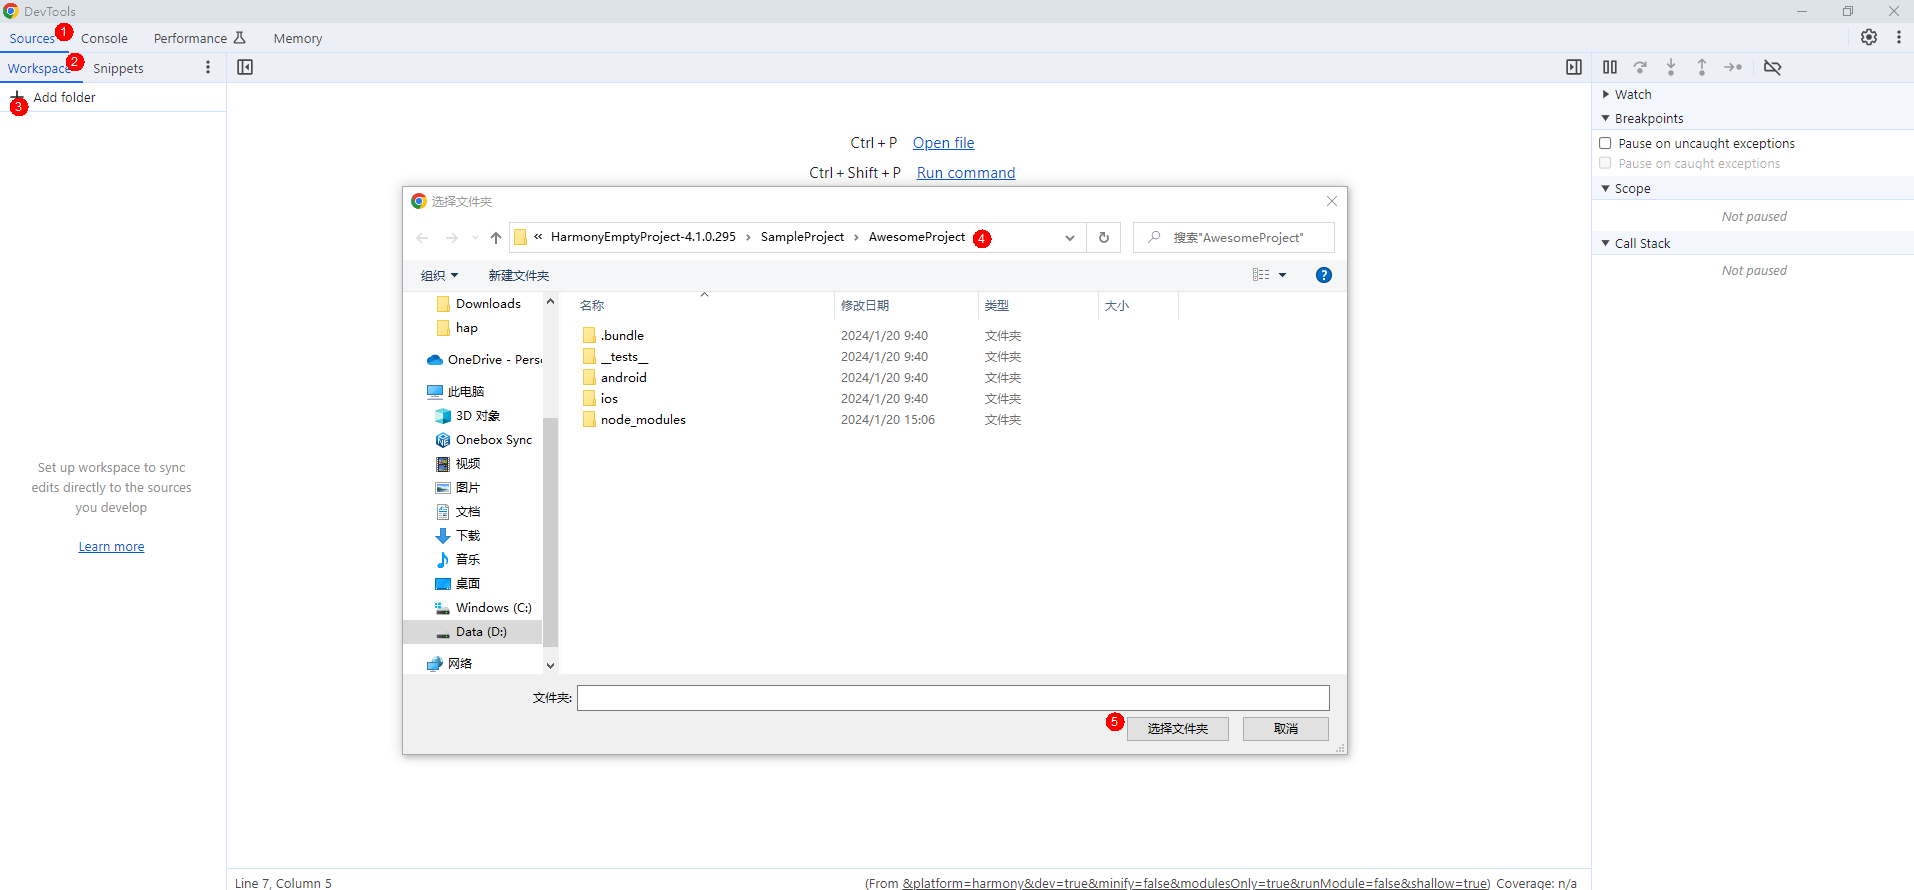 DevTools
Sources 1 Console Performance Memory
Workspace 2 Snippets
3 Add folder
Set up workspace to sync
edits directly to the sources
you develop
Learn more
Ctrl + P Open file
Ctrl + Shift + P Run command
选择文件夹
« HarmonyEmptyProject-4.1.0.295 › SampleProject › AwesomeProject 4 搜索"AwesomeProject"
组织 新建文件夹 ?
Downloads
hap
OneDrive - Perso
此电脑
3D 对象
Onebox Sync
视频
图片
文档
下载
音乐
桌面
Windows (C:)
Data (D:)
网络
名称 修改日期 类型 大小
.bundle 2024/1/20 9:40 文件夹
__tests__ 2024/1/20 9:40 文件夹
android 2024/1/20 9:40 文件夹
ios 2024/1/20 9:40 文件夹
node_modules 2024/1/20 15:06 文件夹
文件夹:
5 选择文件夹 取消
Watch
Breakpoints
Pause on uncaught exceptions
Pause on caught exceptions
Scope
Not paused
Call Stack
Not paused
Line 7, Column 5 (From &platform=harmony&dev=true&minify=false&modulesOnly=true&runModule=false&shallow=true) Coverage: n/a